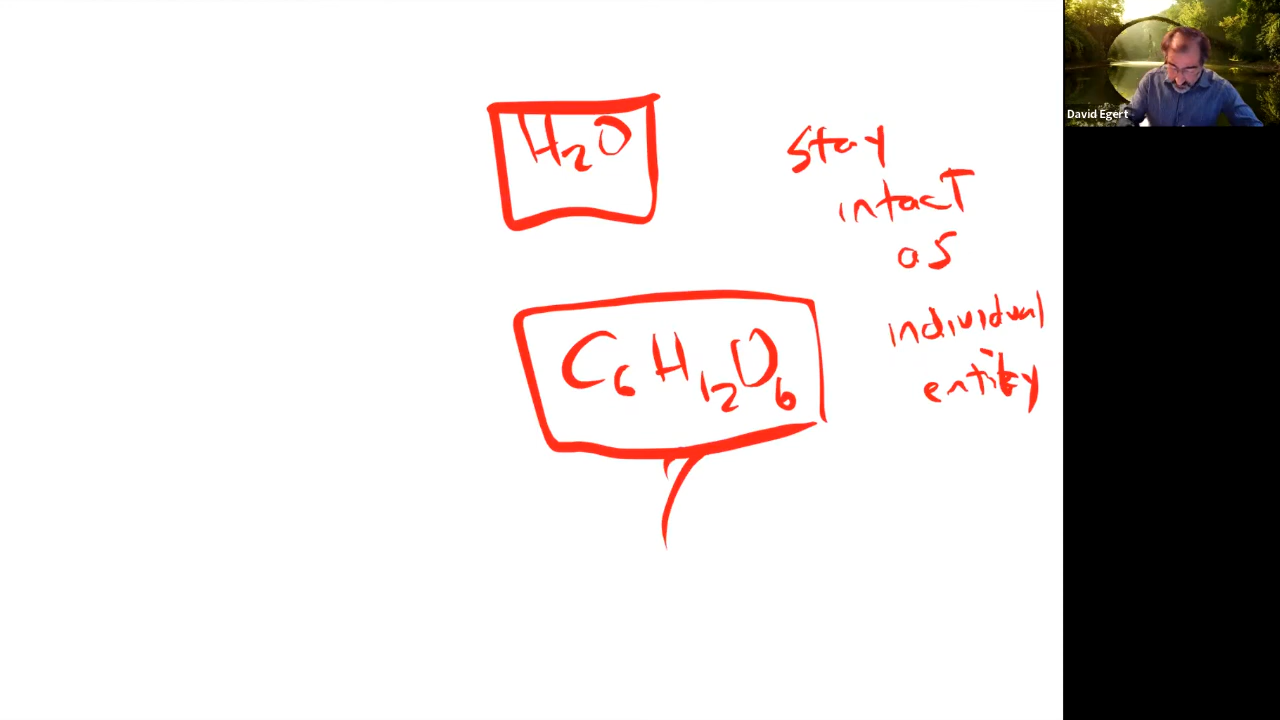 H2O
stay
intact
as
individual
entity
C6H12O6
David Egert